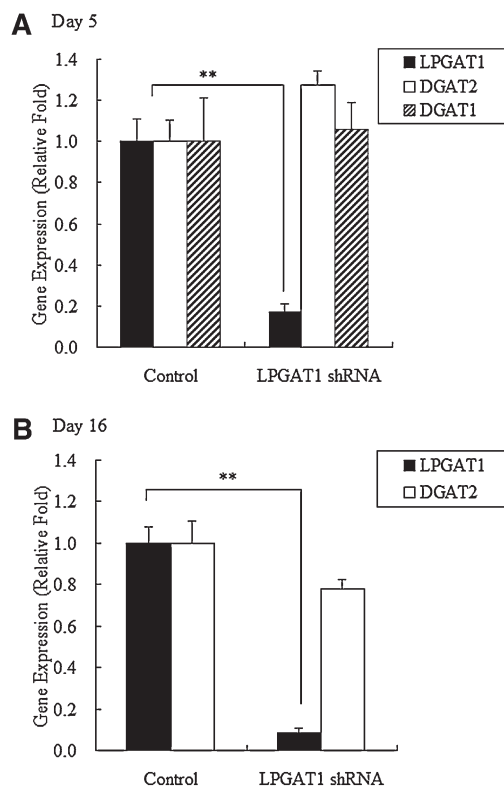 A Day 5
LPGAT1
DGAT2
DGAT1
**
Gene Expression (Relative Fold)
1.4
1.2
1.0
0.8
0.6
0.4
0.2
0.0
Control LPGAT1 shRNA
B Day 16
LPGAT1
DGAT2
**
Gene Expression (Relative Fold)
1.4
1.2
1.0
0.8
0.6
0.4
0.2
0.0
Control LPGAT1 shRNA